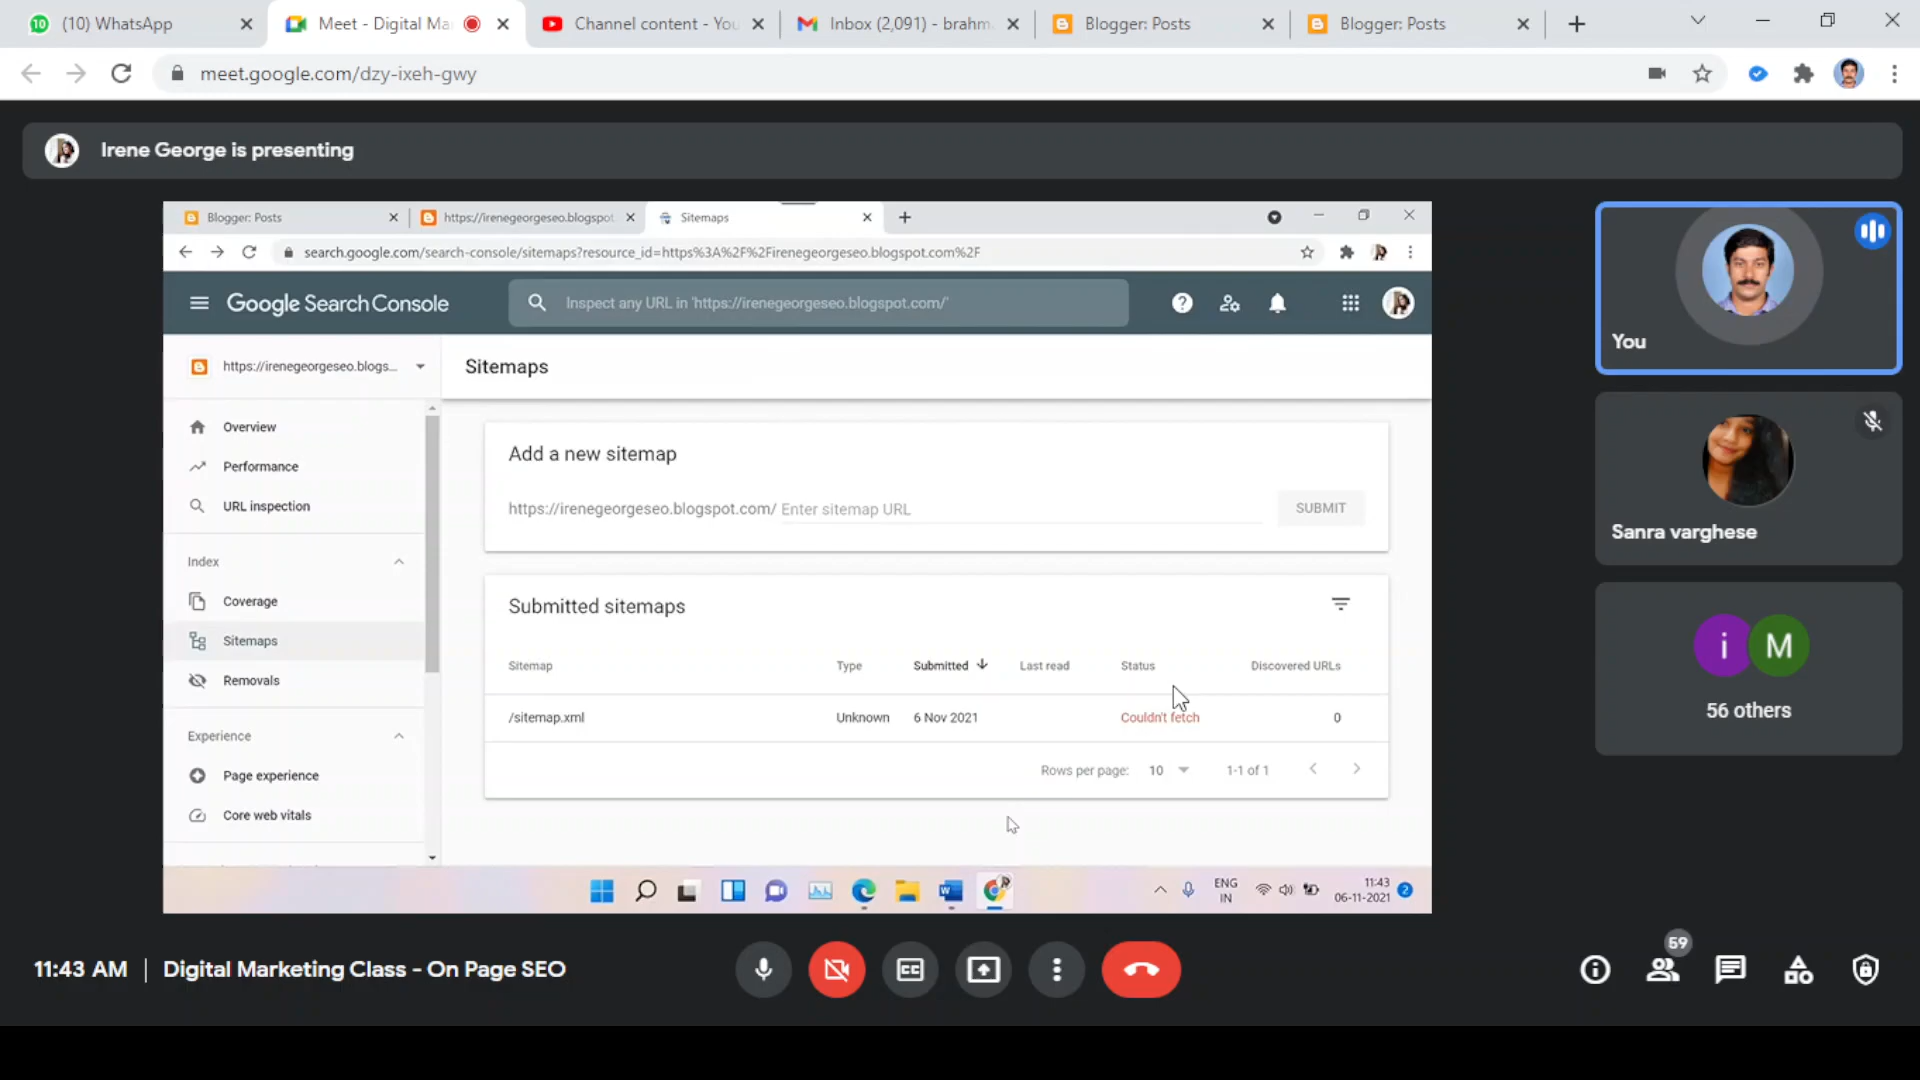 (10) WhatsApp
Meet - Digital Ma
Channel content - You
Inbox (2,091) - brahm
Blogger: Posts
Blogger: Posts
meet.google.com/dzy-ixeh-gwy
Irene George is presenting
Blogger: Posts
https://irenegeorgeseo.blogspot.
Sitemaps
search.google.com/search-console/sitemaps?resource_id=https%3A%2F%2Firenegeorgeseo.blogspot.com%2F
Google Search Console
Inspect any URL in 'https://irenegeorgeseo.blogspot.com/'
https://irenegeorgeseo.blogs...
Sitemaps
Overview
Performance
URL inspection
Index
Coverage
Sitemaps
Removals
Experience
Page experience
Core web vitals
Add a new sitemap
https://irenegeorgeseo.blogspot.com/ Enter sitemap URL
SUBMIT
Submitted sitemaps
Sitemap Type Submitted Last read Status Discovered URLs
/sitemap.xml Unknown 6 Nov 2021 Couldn't fetch 0
Rows per page: 10 1-1 of 1
ENG
IN
11:43
06-11-2021
2
You
Sanra varghese
i M
56 others
11:43 AM | Digital Marketing Class - On Page SEO
CC
59